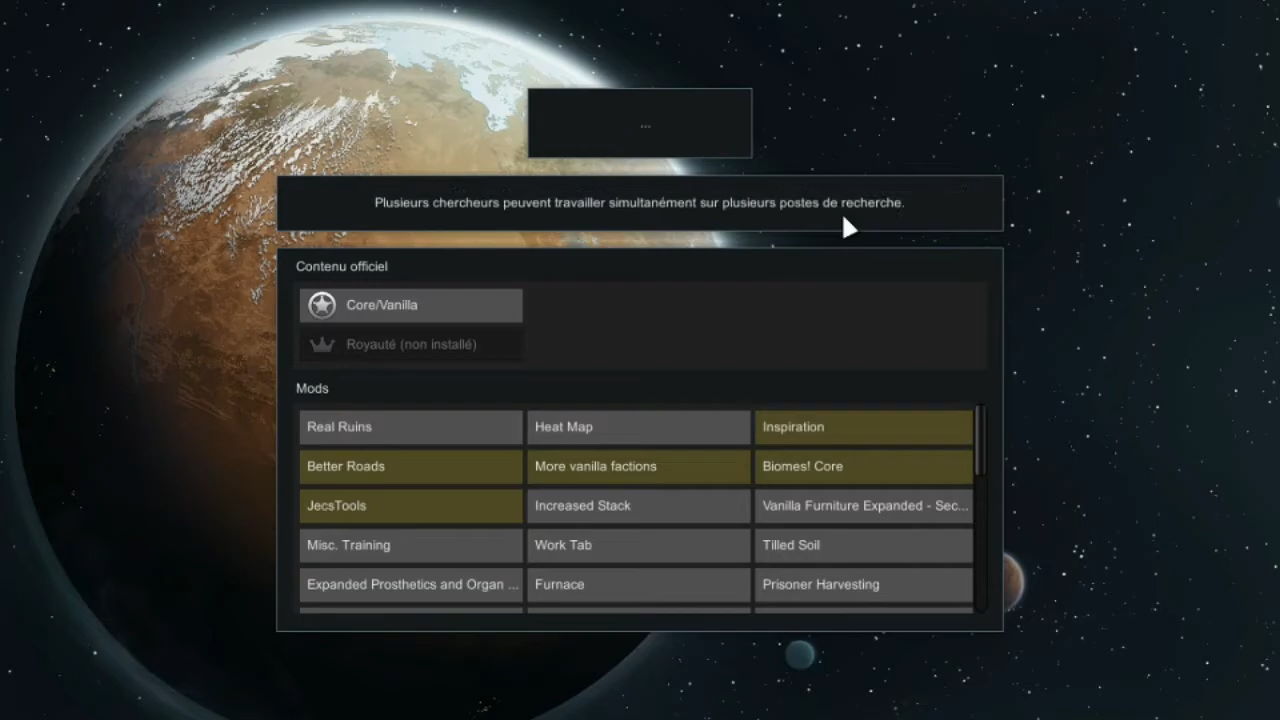 ...
Plusieurs chercheurs peuvent travailler simultanément sur plusieurs postes de recherche.
Contenu officiel
Core/Vanilla
Royauté (non installé)
Mods
Real Ruins
Heat Map
Inspiration
Better Roads
More vanilla factions
Biomes! Core
JecsTools
Increased Stack
Vanilla Furniture Expanded - Sec...
Misc. Training
Work Tab
Tilled Soil
Expanded Prosthetics and Organ ...
Furnace
Prisoner Harvesting